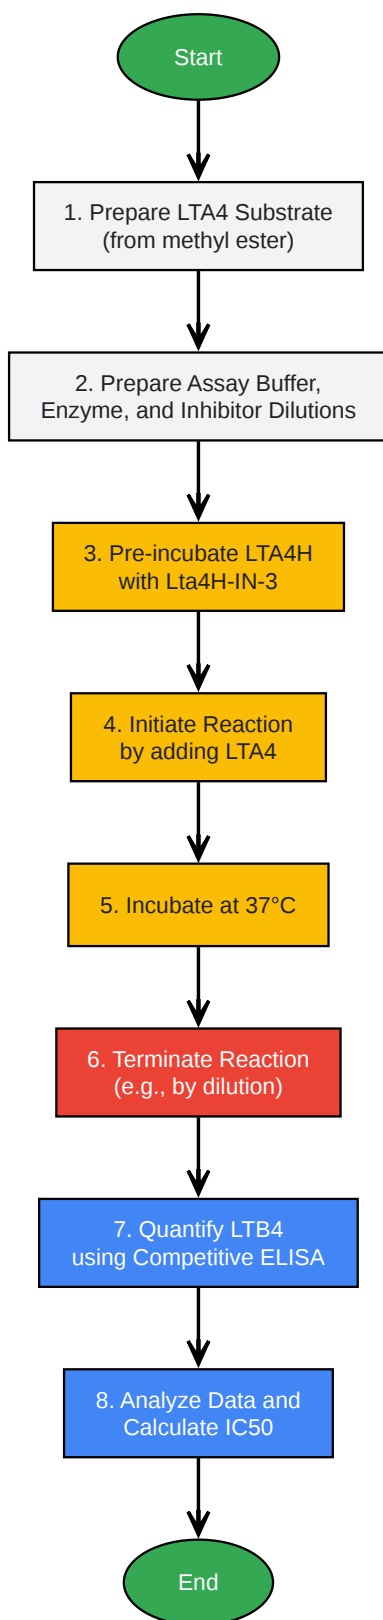 Start
1. Prepare LTA4 Substrate
(from methyl ester)
2. Prepare Assay Buffer,
Enzyme, and Inhibitor Dilutions
3. Pre-incubate LTA4H
with Lta4H-IN-3
4. Initiate Reaction
by adding LTA4
5. Incubate at 37°C
6. Terminate Reaction
(e.g., by dilution)
7. Quantify LTB4
using Competitive ELISA
8. Analyze Data and
Calculate IC50
End